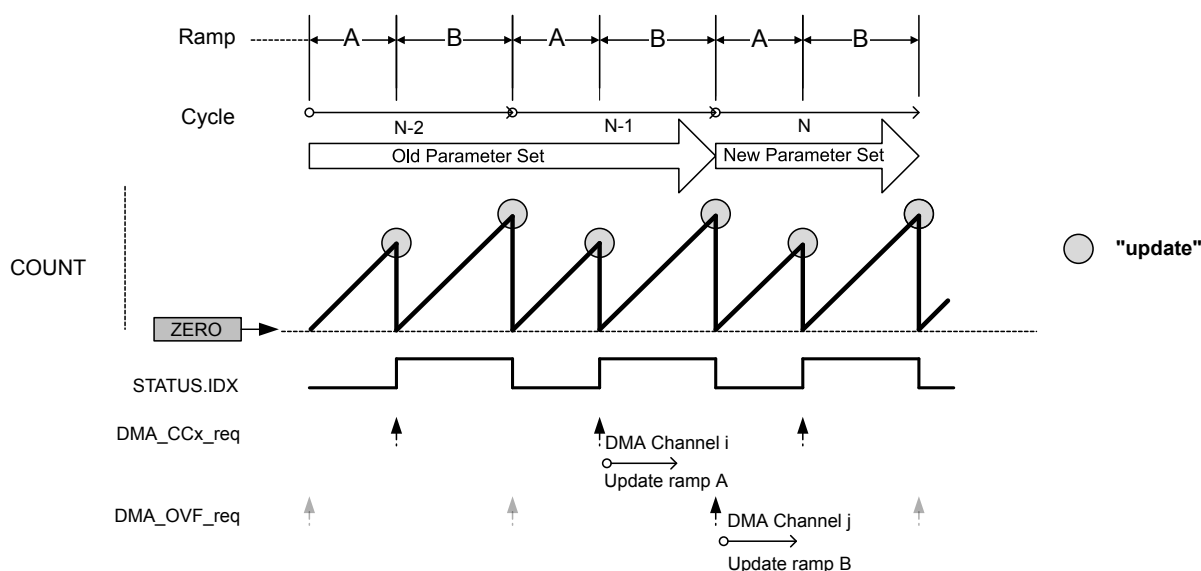 Ramp
A
B
A
B
A
B
Cycle
N-2
N-1
N
Old Parameter Set
New Parameter Set
COUNT
"update"
ZERO
STATUS.IDX
DMA_CCx_req
DMA Channel i
Update ramp A
DMA_OVF_req
DMA Channel j
Update ramp B